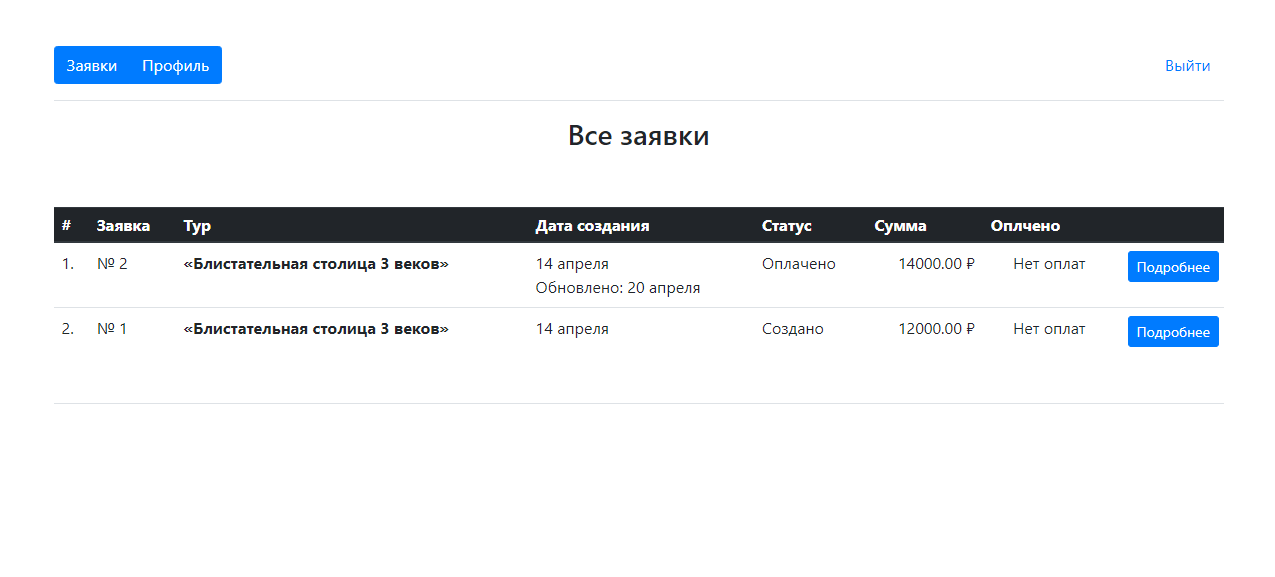 Заявки Профиль Выйти
Все заявки
# Заявка Тур Дата создания Статус Сумма Оплчено
1. № 2 «Блистательная столица 3 веков» 14 апреля Оплачено 14000.00 ₽ Нет оплат Подробнее
Обновлено: 20 апреля
2. № 1 «Блистательная столица 3 веков» 14 апреля Создано 12000.00 ₽ Нет оплат Подробнее